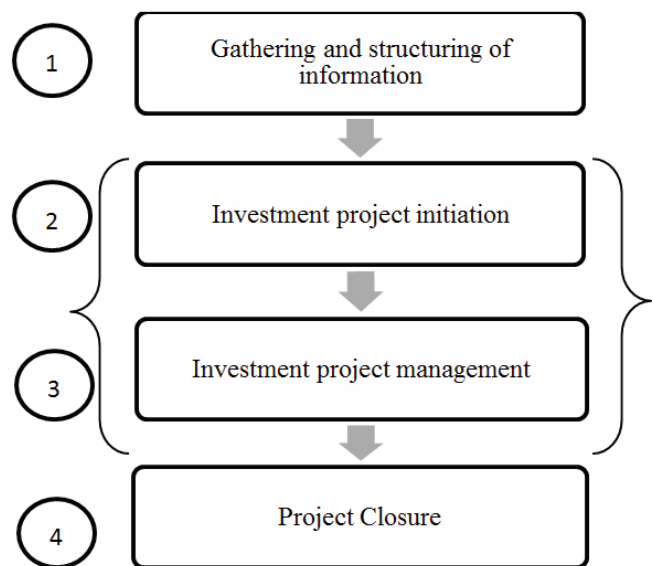 1
Gathering and structuring of
information
2
Investment project initiation
3
Investment project management
4
Project Closure